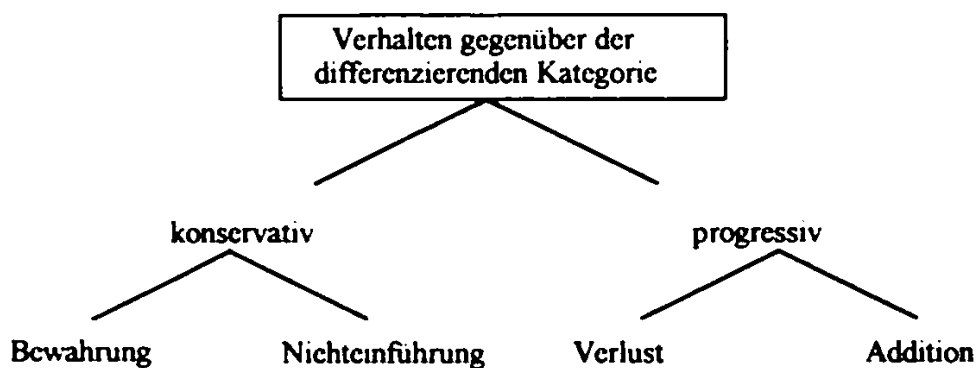 Verhalten gegenüber der
differenzierenden Kategorie
konservativ progressiv
Bewahrung Nichteinführung Verlust Addition